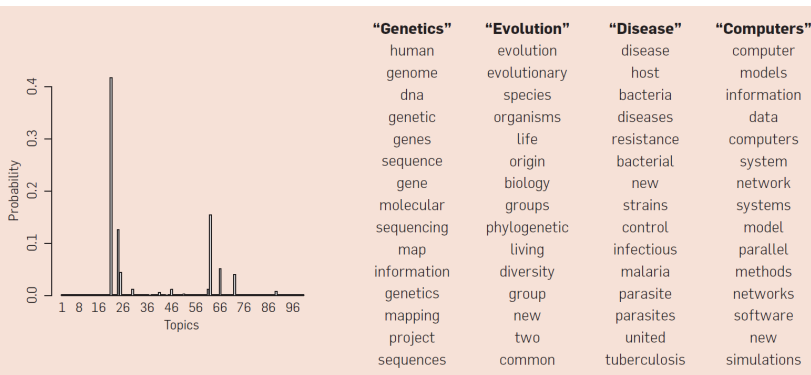 “Genetics” “Evolution” “Disease” “Computers”
human evolution disease computer
genome evolutionary host models
dna species bacteria information
genetic organisms diseases data
genes life resistance computers
sequence origin bacterial system
gene biology new network
molecular groups strains systems
sequencing phylogenetic control model
map living infectious parallel
information diversity malaria methods
genetics group parasite networks
mapping new parasites software
project two united new
sequences common tuberculosis simulations
Probability
0.4
0.3
0.2
0.1
0.0
1 8 16 26 36 46 56 66 76 86 96
Topics